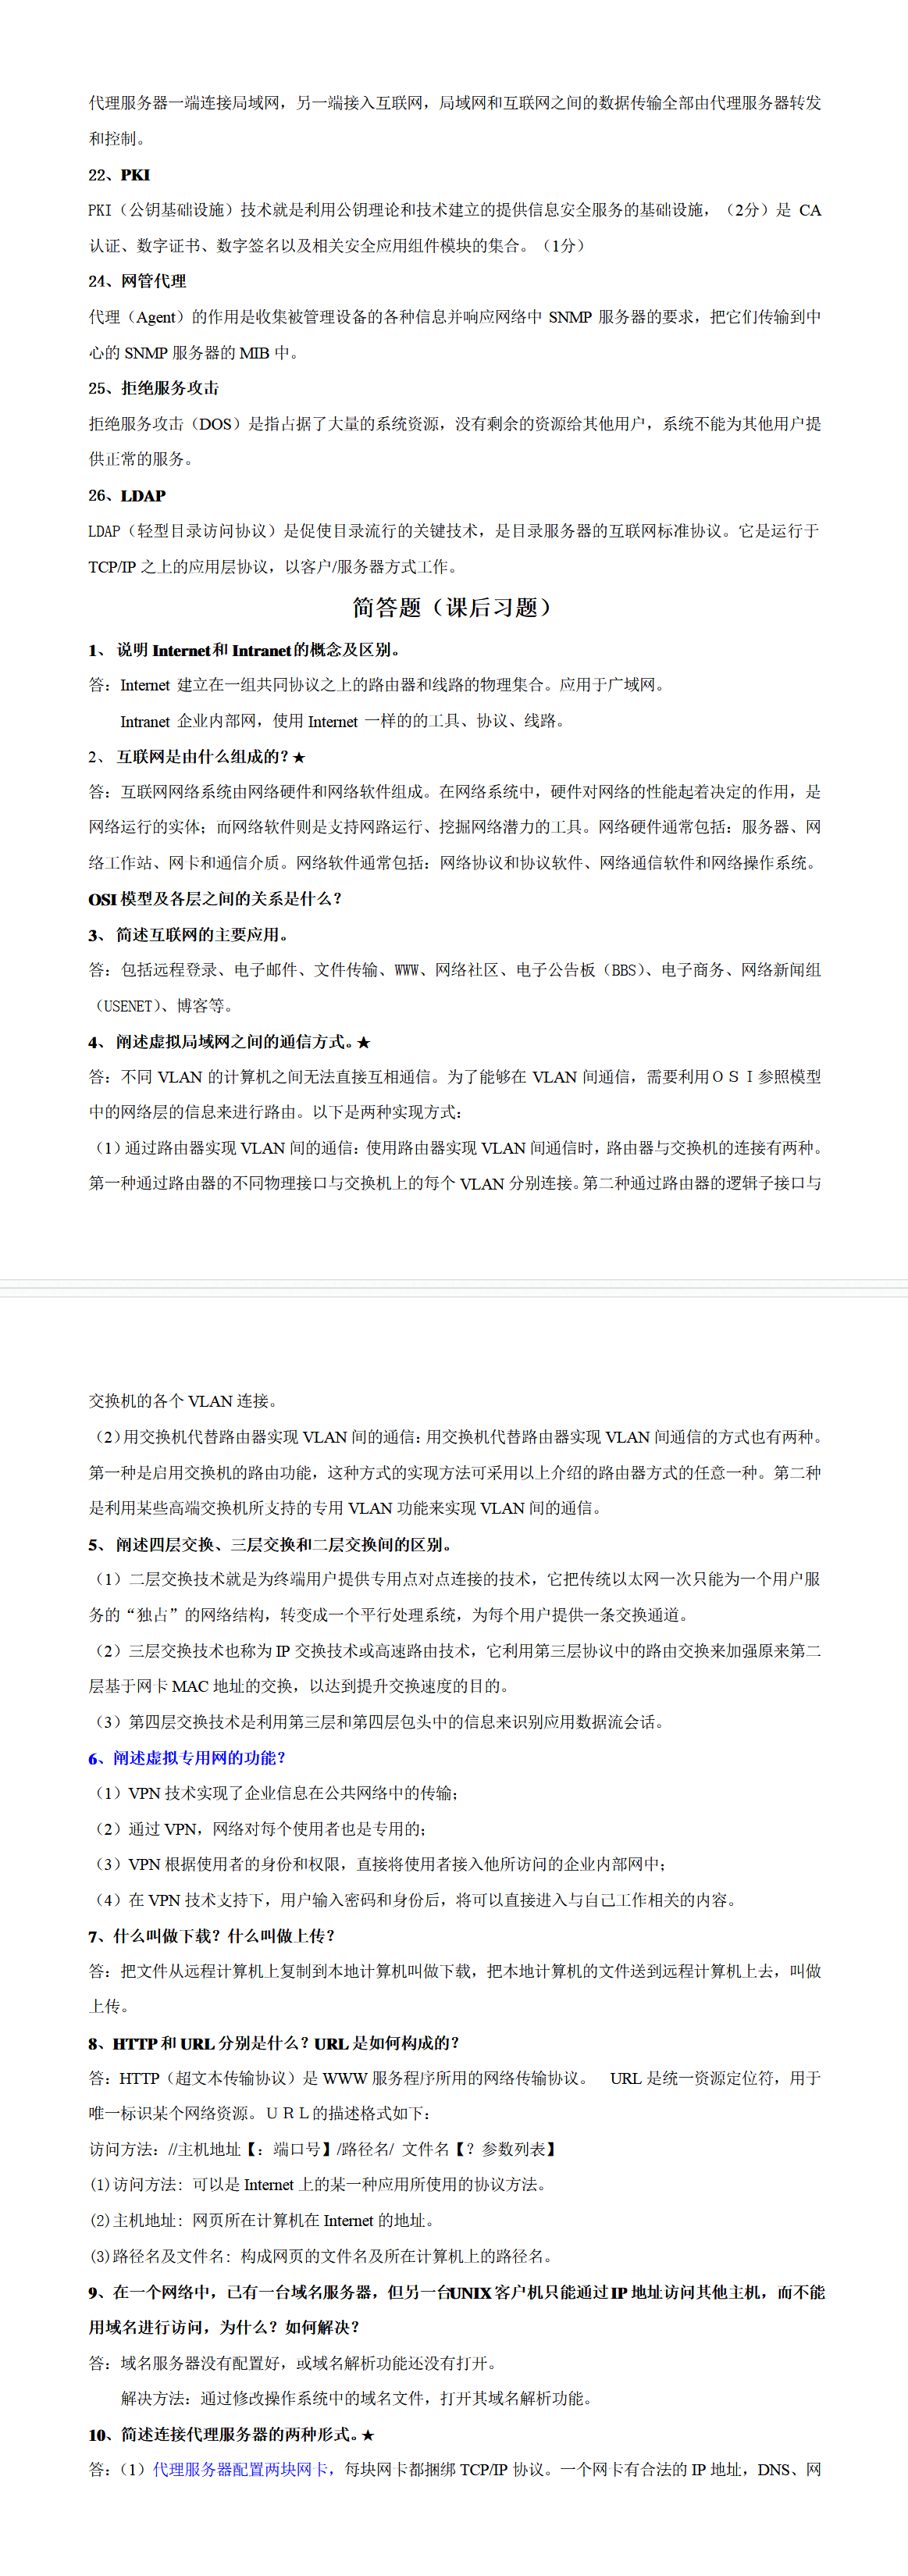 代理服务器一端连接局域网，另一端接入互联网，局域网和互联网之间的数据传输全部由代理服务器转发
和控制。
22、PKI
PKI（公钥基础设施）技术就是利用公钥理论和技术建立的提供信息安全服务的基础设施，（2分）是 CA
认证、数字证书、数字签名以及相关安全应用组件模块的集合。（1分）
24、网管代理
代理（Agent）的作用是收集被管理设备的各种信息并响应网络中 SNMP 服务器的要求，把它们传输到中
心的 SNMP 服务器的 MIB 中。
25、拒绝服务攻击
拒绝服务攻击（DOS）是指占据了大量的系统资源，没有剩余的资源给其他用户，系统不能为其他用户提
供正常的服务。
26、LDAP
LDAP（轻型目录访问协议）是促使目录流行的关键技术，是目录服务器的互联网标准协议。它是运行于
TCP/IP 之上的应用层协议，以客户/服务器方式工作。
简答题（课后习题）
1、 说明 Internet 和 Intranet 的概念及区别。
答：Internet 建立在一组共同协议之上的路由器和线路的物理集合。应用于广域网。
Intranet 企业内部网，使用 Internet 一样的的工具、协议、线路。
2、 互联网是由什么组成的？★
答：互联网网络系统由网络硬件和网络软件组成。在网络系统中，硬件对网络的性能起着决定的作用，是
网络运行的实体；而网络软件则是支持网路运行、挖掘网络潜力的工具。网络硬件通常包括：服务器、网
络工作站、网卡和通信介质。网络软件通常包括：网络协议和协议软件、网络通信软件和网络操作系统。
OSI 模型及各层之间的关系是什么？
3、 简述互联网的主要应用。
答：包括远程登录、电子邮件、文件传输、WWW、网络社区、电子公告板（BBS）、电子商务、网络新闻组
（USENET）、博客等。
4、 阐述虚拟局域网之间的通信方式。★
答：不同 VLAN 的计算机之间无法直接互相通信。为了能够在 VLAN 间通信，需要利用ＯＳＩ参照模型
中的网络层的信息来进行路由。以下是两种实现方式：
（1）通过路由器实现 VLAN 间的通信：使用路由器实现 VLAN 间通信时，路由器与交换机的连接有两种。
第一种通过路由器的不同物理接口与交换机上的每个 VLAN 分别连接。第二种通过路由器的逻辑子接口与
交换机的各个 VLAN 连接。
（2）用交换机代替路由器实现 VLAN 间的通信：用交换机代替路由器实现 VLAN 间通信的方式也有两种。
第一种是启用交换机的路由功能，这种方式的实现方法可采用以上介绍的路由器方式的任意一种。第二种
是利用某些高端交换机所支持的专用 VLAN 功能来实现 VLAN 间的通信。
5、 阐述四层交换、三层交换和二层交换间的区别。
（1）二层交换技术就是为终端用户提供专用点对点连接的技术，它把传统以太网一次只能为一个用户服
务的“独占”的网络结构，转变成一个平行处理系统，为每个用户提供一条交换通道。
（2）三层交换技术也称为 IP 交换技术或高速路由技术，它利用第三层协议中的路由交换来加强原来第二
层基于网卡 MAC 地址的交换，以达到提升交换速度的目的。
（3）第四层交换技术是利用第三层和第四层包头中的信息来识别应用数据流会话。
6、阐述虚拟专用网的功能？
（1）VPN 技术实现了企业信息在公共网络中的传输；
（2）通过 VPN，网络对每个使用者也是专用的；
（3）VPN 根据使用者的身份和权限，直接将使用者接入他所访问的企业内部网中；
（4）在 VPN 技术支持下，用户输入密码和身份后，将可以直接进入与自己工作相关的内容。
7、什么叫做下载？什么叫做上传？
答：把文件从远程计算机上复制到本地计算机叫做下载，把本地计算机的文件送到远程计算机上去，叫做
上传。
8、HTTP 和 URL 分别是什么？URL 是如何构成的？
答：HTTP（超文本传输协议）是 WWW 服务程序所用的网络传输协议。 URL 是统一资源定位符，用于
唯一标识某个网络资源。ＵＲＬ的描述格式如下：
访问方法：//主机地址【：端口号】/路径名/ 文件名【？参数列表】
(1)访问方法：可以是 Internet 上的某一种应用所使用的协议方法。
(2)主机地址：网页所在计算机在 Internet 的地址。
(3)路径名及文件名：构成网页的文件名及所在计算机上的路径名。
9、在一个网络中，已有一台域名服务器，但另一台UNIX 客户机只能通过 IP 地址访问其他主机，而不能
用域名进行访问，为什么？如何解决？
答：域名服务器没有配置好，或域名解析功能还没有打开。
解决方法：通过修改操作系统中的域名文件，打开其域名解析功能。
10、简述连接代理服务器的两种形式。★
答：（1）代理服务器配置两块网卡，每块网卡都捆绑 TCP/IP 协议。一个网卡有合法的 IP 地址，DNS、网